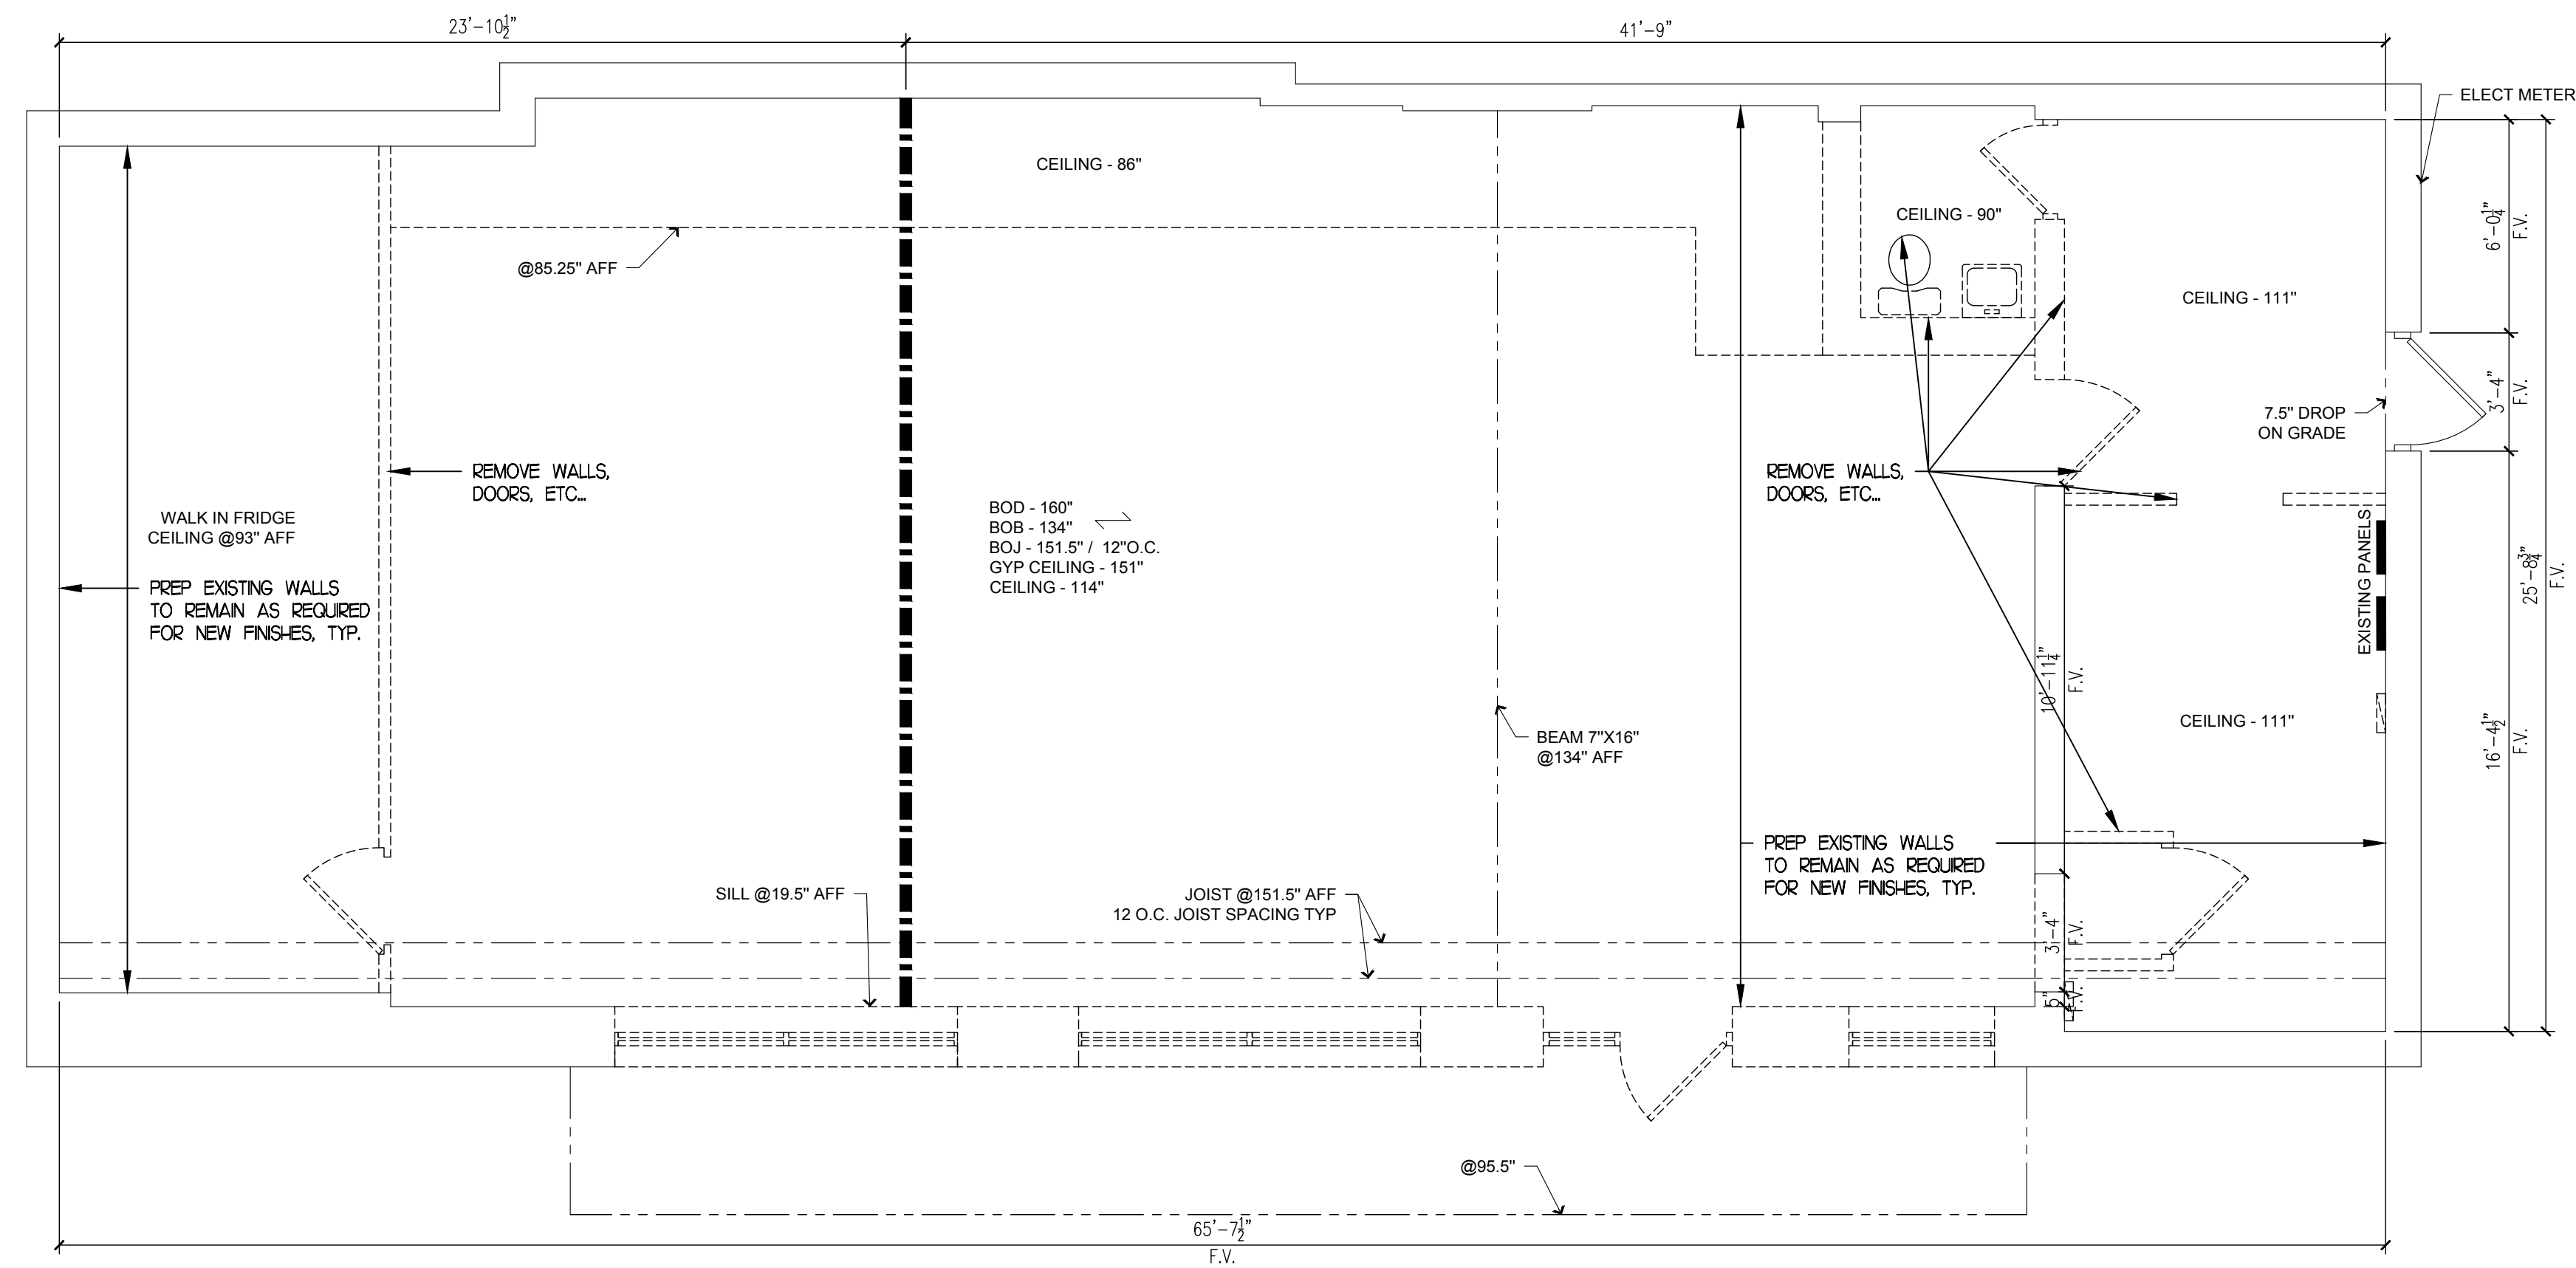 23'-10½"
41'-9"
ELECT METER
CEILING - 86"
CEILING - 90"
6'-0¼"
F.V.
@85.25" AFF
CEILING - 111"
3'-4"
F.V.
7.5" DROP
ON GRADE
REMOVE WALLS,
DOORS, ETC...
REMOVE WALLS,
DOORS, ETC...
WALK IN FRIDGE
CEILING @93" AFF
BOD - 160"
BOB - 134"
BOJ - 151.5" / 12"O.C.
GYP CEILING - 151"
CEILING - 114"
EXISTING PANELS
25'-8¾"
F.V.
PREP EXISTING WALLS
TO REMAIN AS REQUIRED
FOR NEW FINISHES, TYP.
10'-11¼"
F.V.
CEILING - 111"
16'-4½"
F.V.
BEAM 7"X16"
@134" AFF
PREP EXISTING WALLS
TO REMAIN AS REQUIRED
FOR NEW FINISHES, TYP.
SILL @19.5" AFF
JOIST @151.5" AFF
12 O.C. JOIST SPACING TYP
3'-4"
F.V.
5"
F.V.
@95.5"
65'-7½"
F.V.